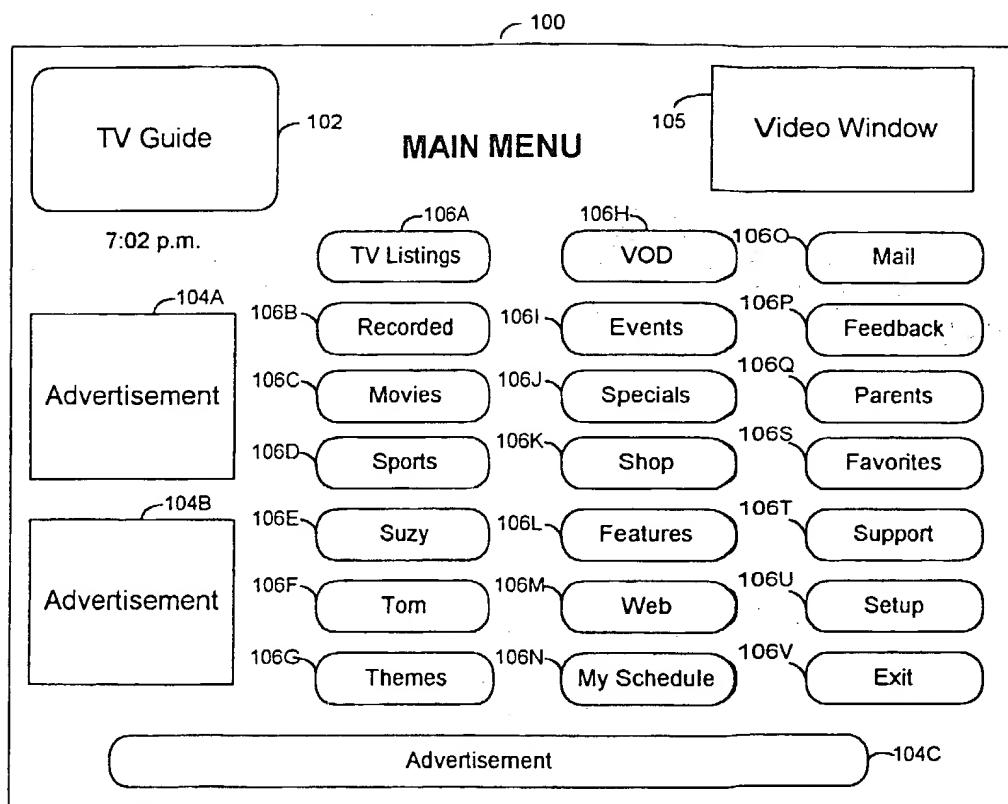 100
TV Guide
102
MAIN MENU
105
Video Window
7:02 p.m.
106A
TV Listings
106H
VOD
106O
Mail
104A
Advertisement
106B
Recorded
106I
Events
106P
Feedback
106C
Movies
106J
Specials
106Q
Parents
106D
Sports
106K
Shop
106S
Favorites
104B
Advertisement
106E
Suzy
106L
Features
106T
Support
106F
Tom
106M
Web
106U
Setup
106G
Themes
106N
My Schedule
106V
Exit
Advertisement
104C